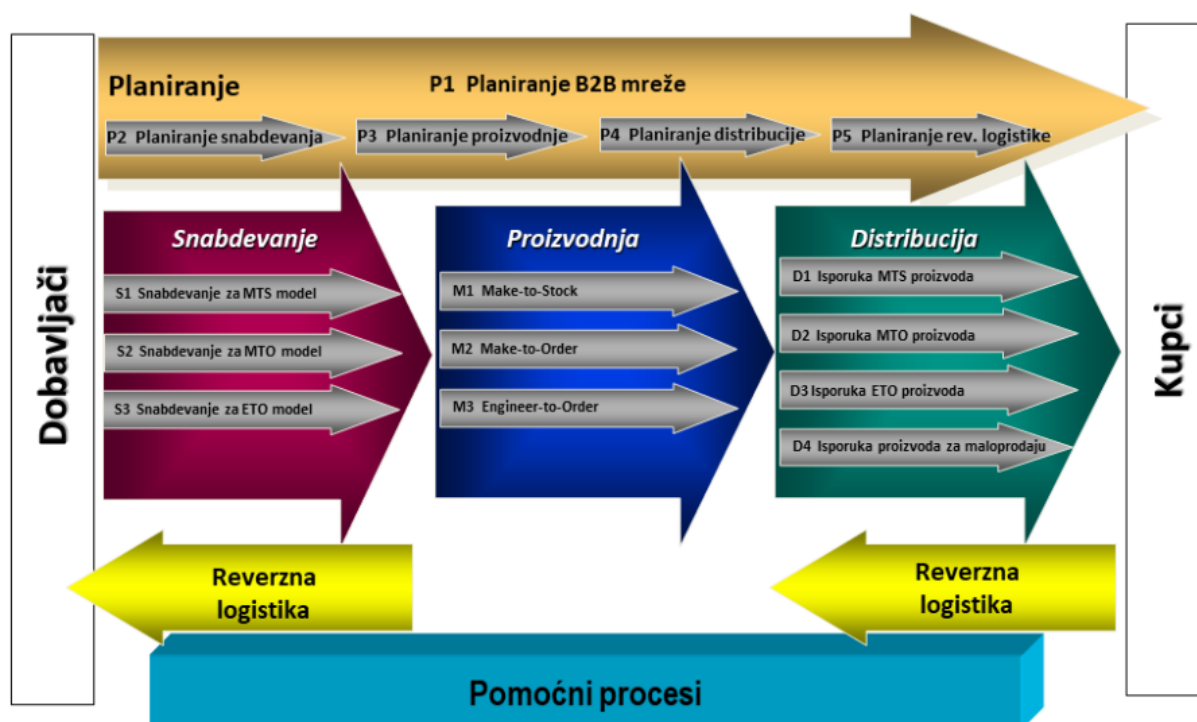 Dobavljači
Planiranje
P1 Planiranje B2B mreže
P2 Planiranje snabdevanja
P3 Planiranje proizvodnje
P4 Planiranje distribucije
P5 Planiranje rev. logistike
Snabdevanje
S1 Snabdevanje za MTS model
S2 Snabdevanje za MTO model
S3 Snabdevanje za ETO model
Proizvodnja
M1 Make-to-Stock
M2 Make-to-Order
M3 Engineer-to-Order
Distribucija
D1 Isporuka MTS proizvoda
D2 Isporuka MTO proizvoda
D3 Isporuka ETO proizvoda
D4 Isporuka proizvoda za maloprodaju
Kupci
Reverzna
logistika
Reverzna
logistika
Pomoćni procesi